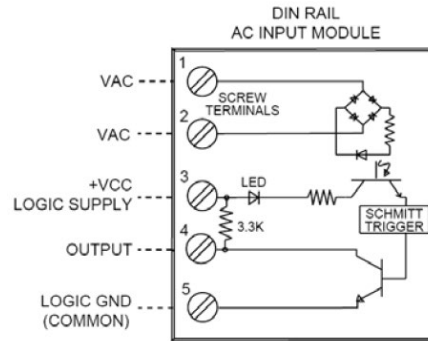 DIN RAIL
AC INPUT MODULE
1
VAC
SCREW
TERMINALS
2
VAC
+VCC
LOGIC SUPPLY
3
LED
3.3K
SCHMITT
TRIGGER
4
OUTPUT
5
LOGIC GND
(COMMON)